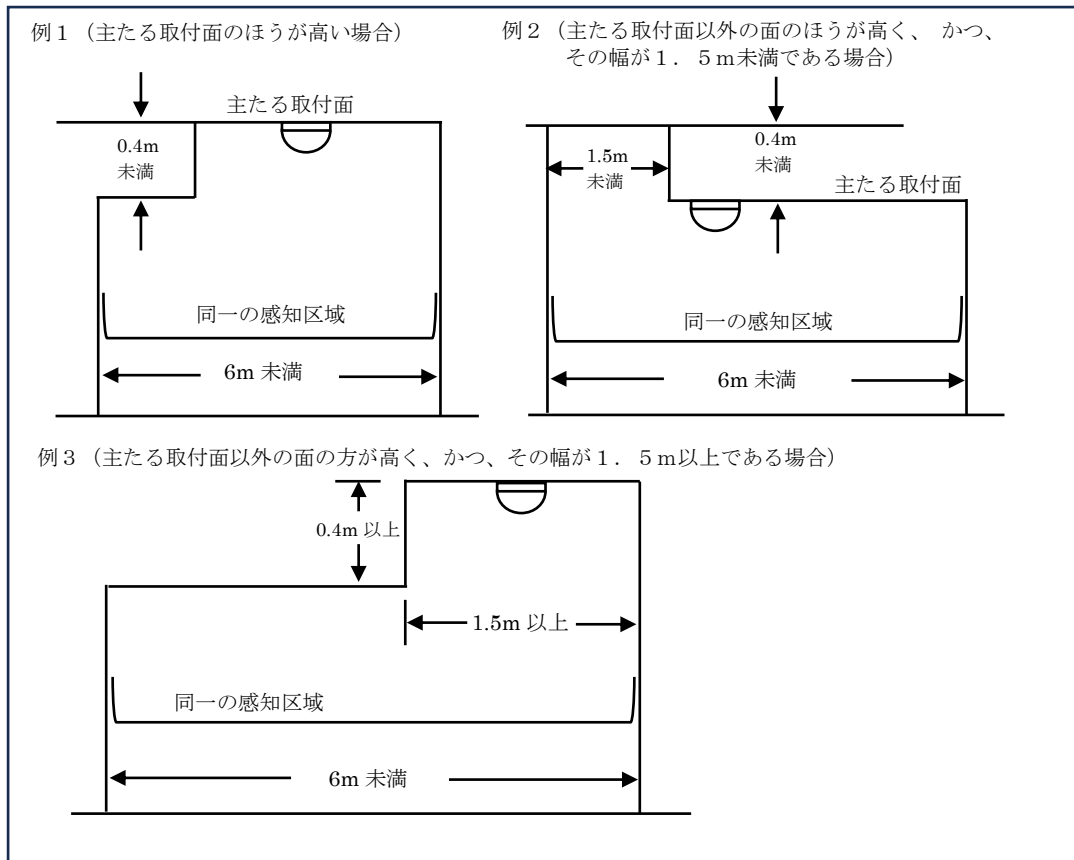 例１（主たる取付面のほうが高い場合）
主たる取付面
0.4m
未満
同一の感知区域
6m 未満
例２（主たる取付面以外の面のほうが高く、 かつ、
その幅が１．５ｍ未満である場合）
1.5m
未満
0.4m
未満
主たる取付面
同一の感知区域
6m 未満
例３（主たる取付面以外の面の方が高く、かつ、その幅が１．５ｍ以上である場合）
0.4m 以上
1.5m 以上
同一の感知区域
6m 未満